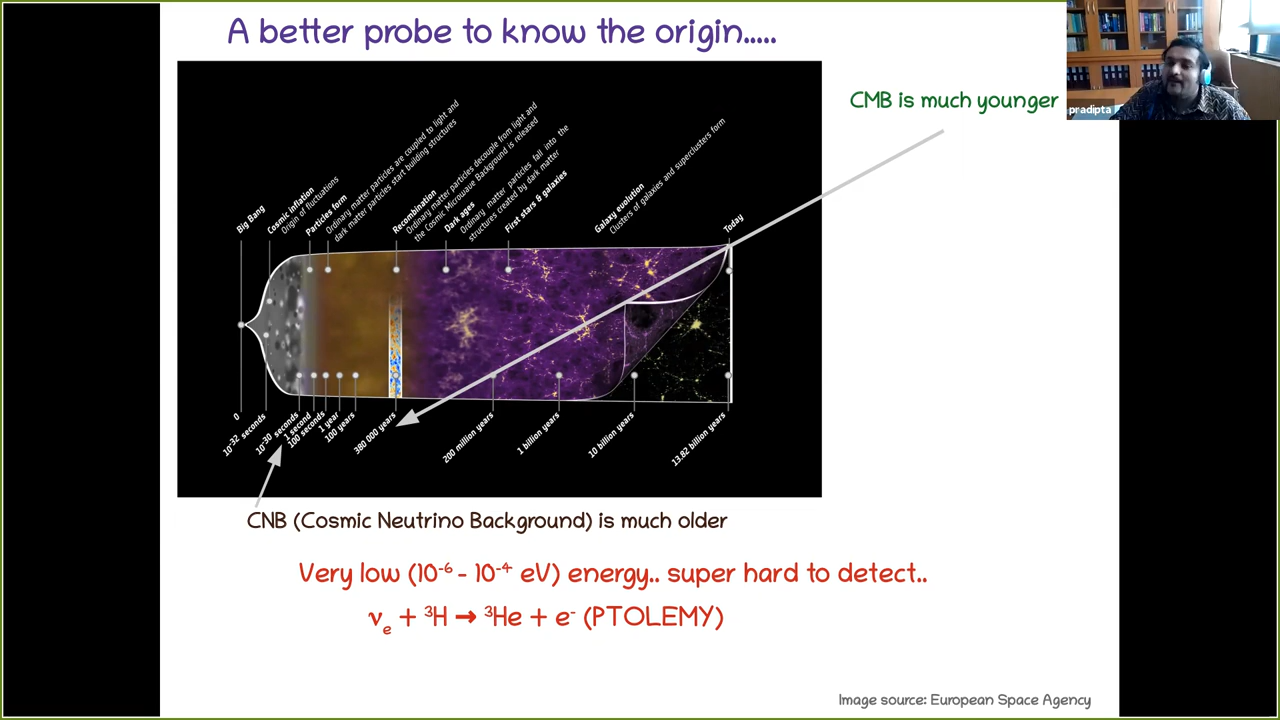 A better probe to know the origin.....
CMB is much younger
pradipta
Big Bang
Cosmic inflation
Origin of fluctuations
Particles form
Ordinary matter particles are coupled to light and
dark matter particles start building structures
Recombination
Ordinary matter particles decouple from light and
the Cosmic Microwave Background is released
Dark ages
Ordinary matter particles fall into the
structures created by dark matter
First stars & galaxies
Galaxy evolution
Clusters of galaxies and superclusters form
Today
0
10⁻³² seconds
10⁻³⁰ seconds
1 second
100 seconds
1 year
100 years
380 000 years
200 million years
1 billion years
10 billion years
13.82 billion years
CNB (Cosmic Neutrino Background) is much older
Very low (10⁻⁶ - 10⁻⁴ eV) energy.. super hard to detect..
νₑ + ³H → ³He + e⁻ (PTOLEMY)
Image source: European Space Agency